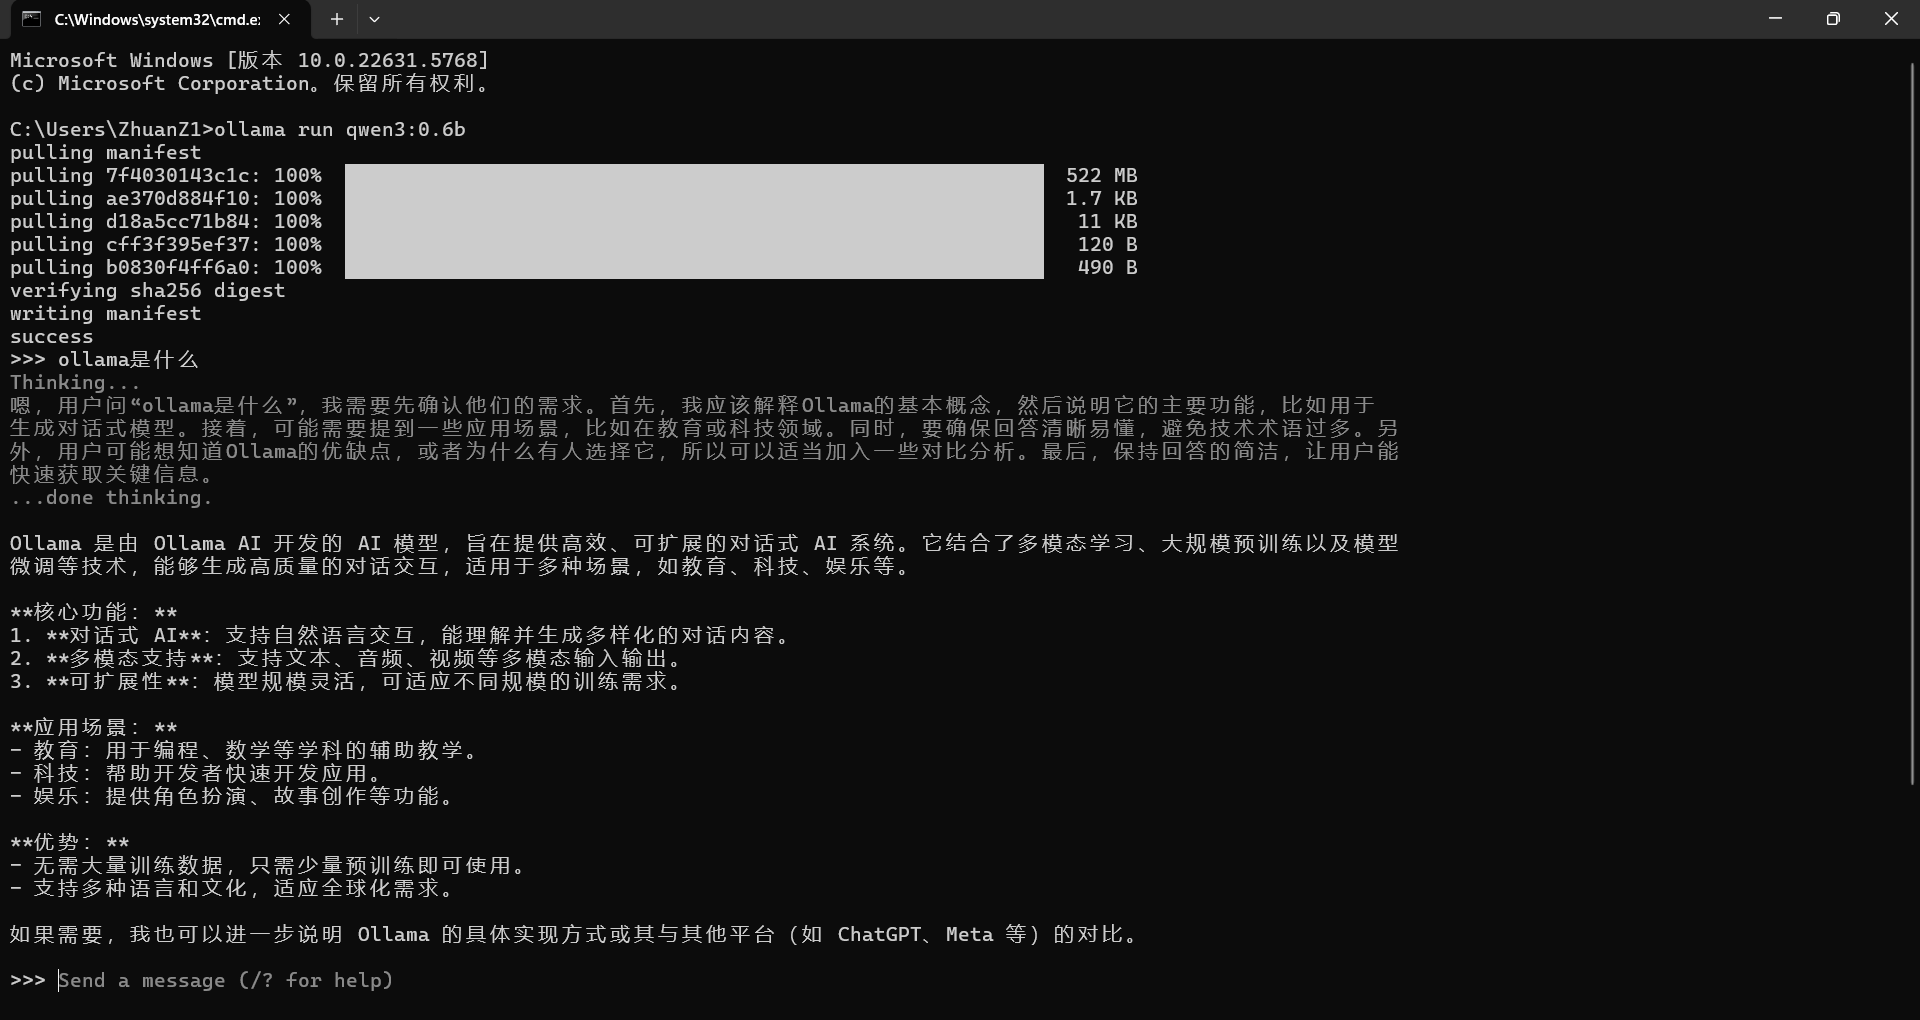 C:\Windows\system32\cmd.e:
Microsoft Windows [版本 10.0.22631.5768]
(c) Microsoft Corporation。保留所有权利。
C:\Users\ZhuanZ1>ollama run qwen3:0.6b
pulling manifest
pulling 7f4030143c1c: 100% 522 MB
pulling ae370d884f10: 100% 1.7 KB
pulling d18a5cc71b84: 100% 11 KB
pulling cff3f395ef37: 100% 120 B
pulling b0830f4ff6a0: 100% 490 B
verifying sha256 digest
writing manifest
success
>>> ollama是什么
Thinking...
嗯，用户问“ollama是什么”，我需要先确认他们的需求。首先，我应该解释Ollama的基本概念，然后说明它的主要功能，比如用于
生成对话式模型。接着，可能需要提到一些应用场景，比如在教育或科技领域。同时，要确保回答清晰易懂，避免技术术语过多。另
外，用户可能想知道Ollama的优缺点，或者为什么有人选择它，所以可以适当加入一些对比分析。最后，保持回答的简洁，让用户能
快速获取关键信息。
...done thinking.
Ollama 是由 Ollama AI 开发的 AI 模型，旨在提供高效、可扩展的对话式 AI 系统。它结合了多模态学习、大规模预训练以及模型
微调等技术，能够生成高质量的对话交互，适用于多种场景，如教育、科技、娱乐等。
**核心功能：**
1. **对话式 AI**：支持自然语言交互，能理解并生成多样化的对话内容。
2. **多模态支持**：支持文本、音频、视频等多模态输入输出。
3. **可扩展性**：模型规模灵活，可适应不同规模的训练需求。
**应用场景：**
- 教育：用于编程、数学等学科的辅助教学。
- 科技：帮助开发者快速开发应用。
- 娱乐：提供角色扮演、故事创作等功能。
**优势：**
- 无需大量训练数据，只需少量预训练即可使用。
- 支持多种语言和文化，适应全球化需求。
如果需要，我也可以进一步说明 Ollama 的具体实现方式或其与其他平台（如 ChatGPT、Meta 等）的对比。
>>> Send a message (/? for help)